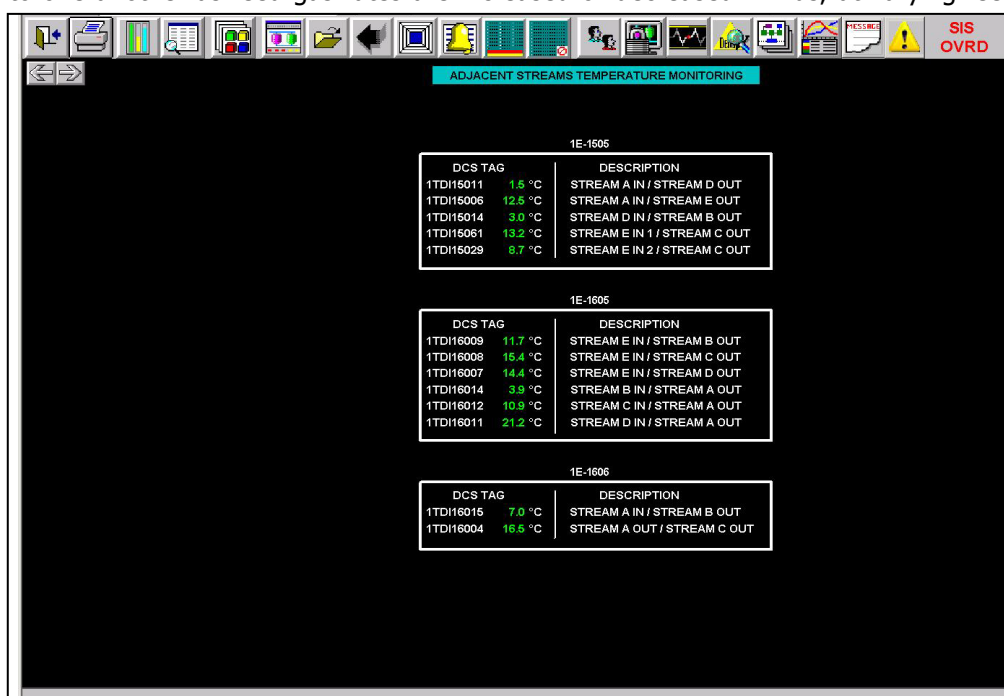 MESSAGE
SIS
OVRD
ADJACENT STREAMS TEMPERATURE MONITORING
1E-1505
DCS TAG DESCRIPTION
1TDI15011 1.5 °C STREAM A IN / STREAM D OUT
1TDI15006 12.5 °C STREAM A IN / STREAM E OUT
1TDI15014 3.0 °C STREAM D IN / STREAM B OUT
1TDI15061 13.2 °C STREAM E IN 1 / STREAM C OUT
1TDI15029 8.7 °C STREAM E IN 2 / STREAM C OUT
1E-1605
DCS TAG DESCRIPTION
1TDI16009 11.7 °C STREAM E IN / STREAM B OUT
1TDI16008 15.4 °C STREAM E IN / STREAM C OUT
1TDI16007 14.4 °C STREAM E IN / STREAM D OUT
1TDI16014 3.9 °C STREAM B IN / STREAM A OUT
1TDI16012 10.9 °C STREAM C IN / STREAM A OUT
1TDI16011 21.2 °C STREAM D IN / STREAM A OUT
1E-1606
DCS TAG DESCRIPTION
1TDI16015 7.0 °C STREAM A IN / STREAM B OUT
1TDI16004 16.5 °C STREAM A OUT / STREAM C OUT